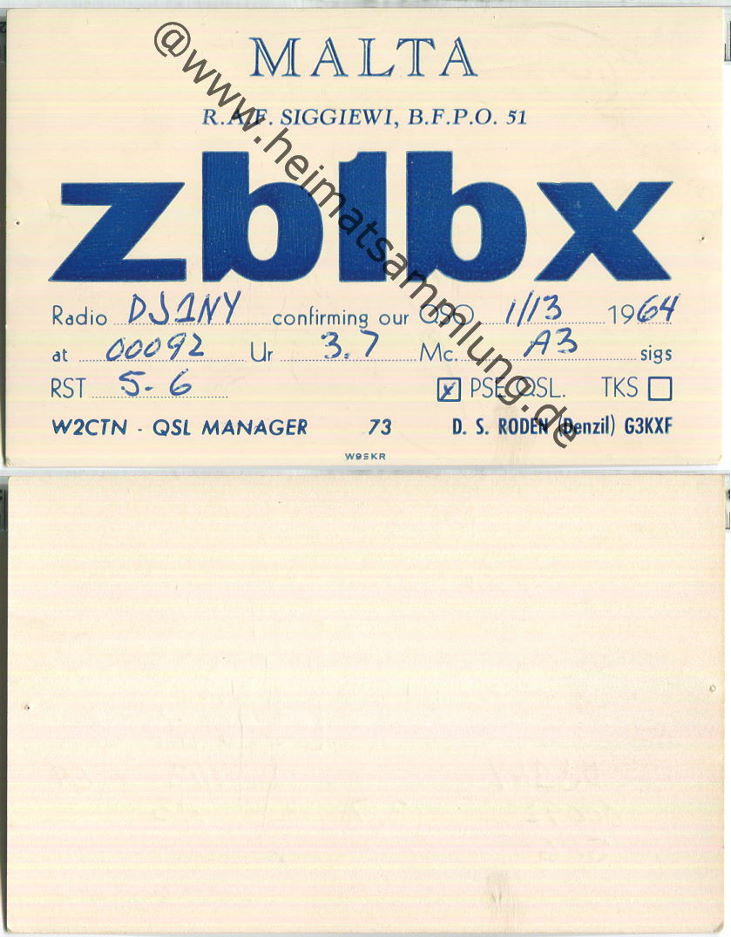 MALTA
R.A.F. SIGGIEWI, B.F.P.O. 51
zb1bx
Radio DJ1NY confirming our QSO 1/13 1964
at 0009Z Ur 3.7 Mc. A3 sigs
RST 5-6 x PSE QSL. TKS
W2CTN - QSL MANAGER 73 D. S. RODEN (Denzil) G3KXF
W9SKR
@www.heimatsammlung.de